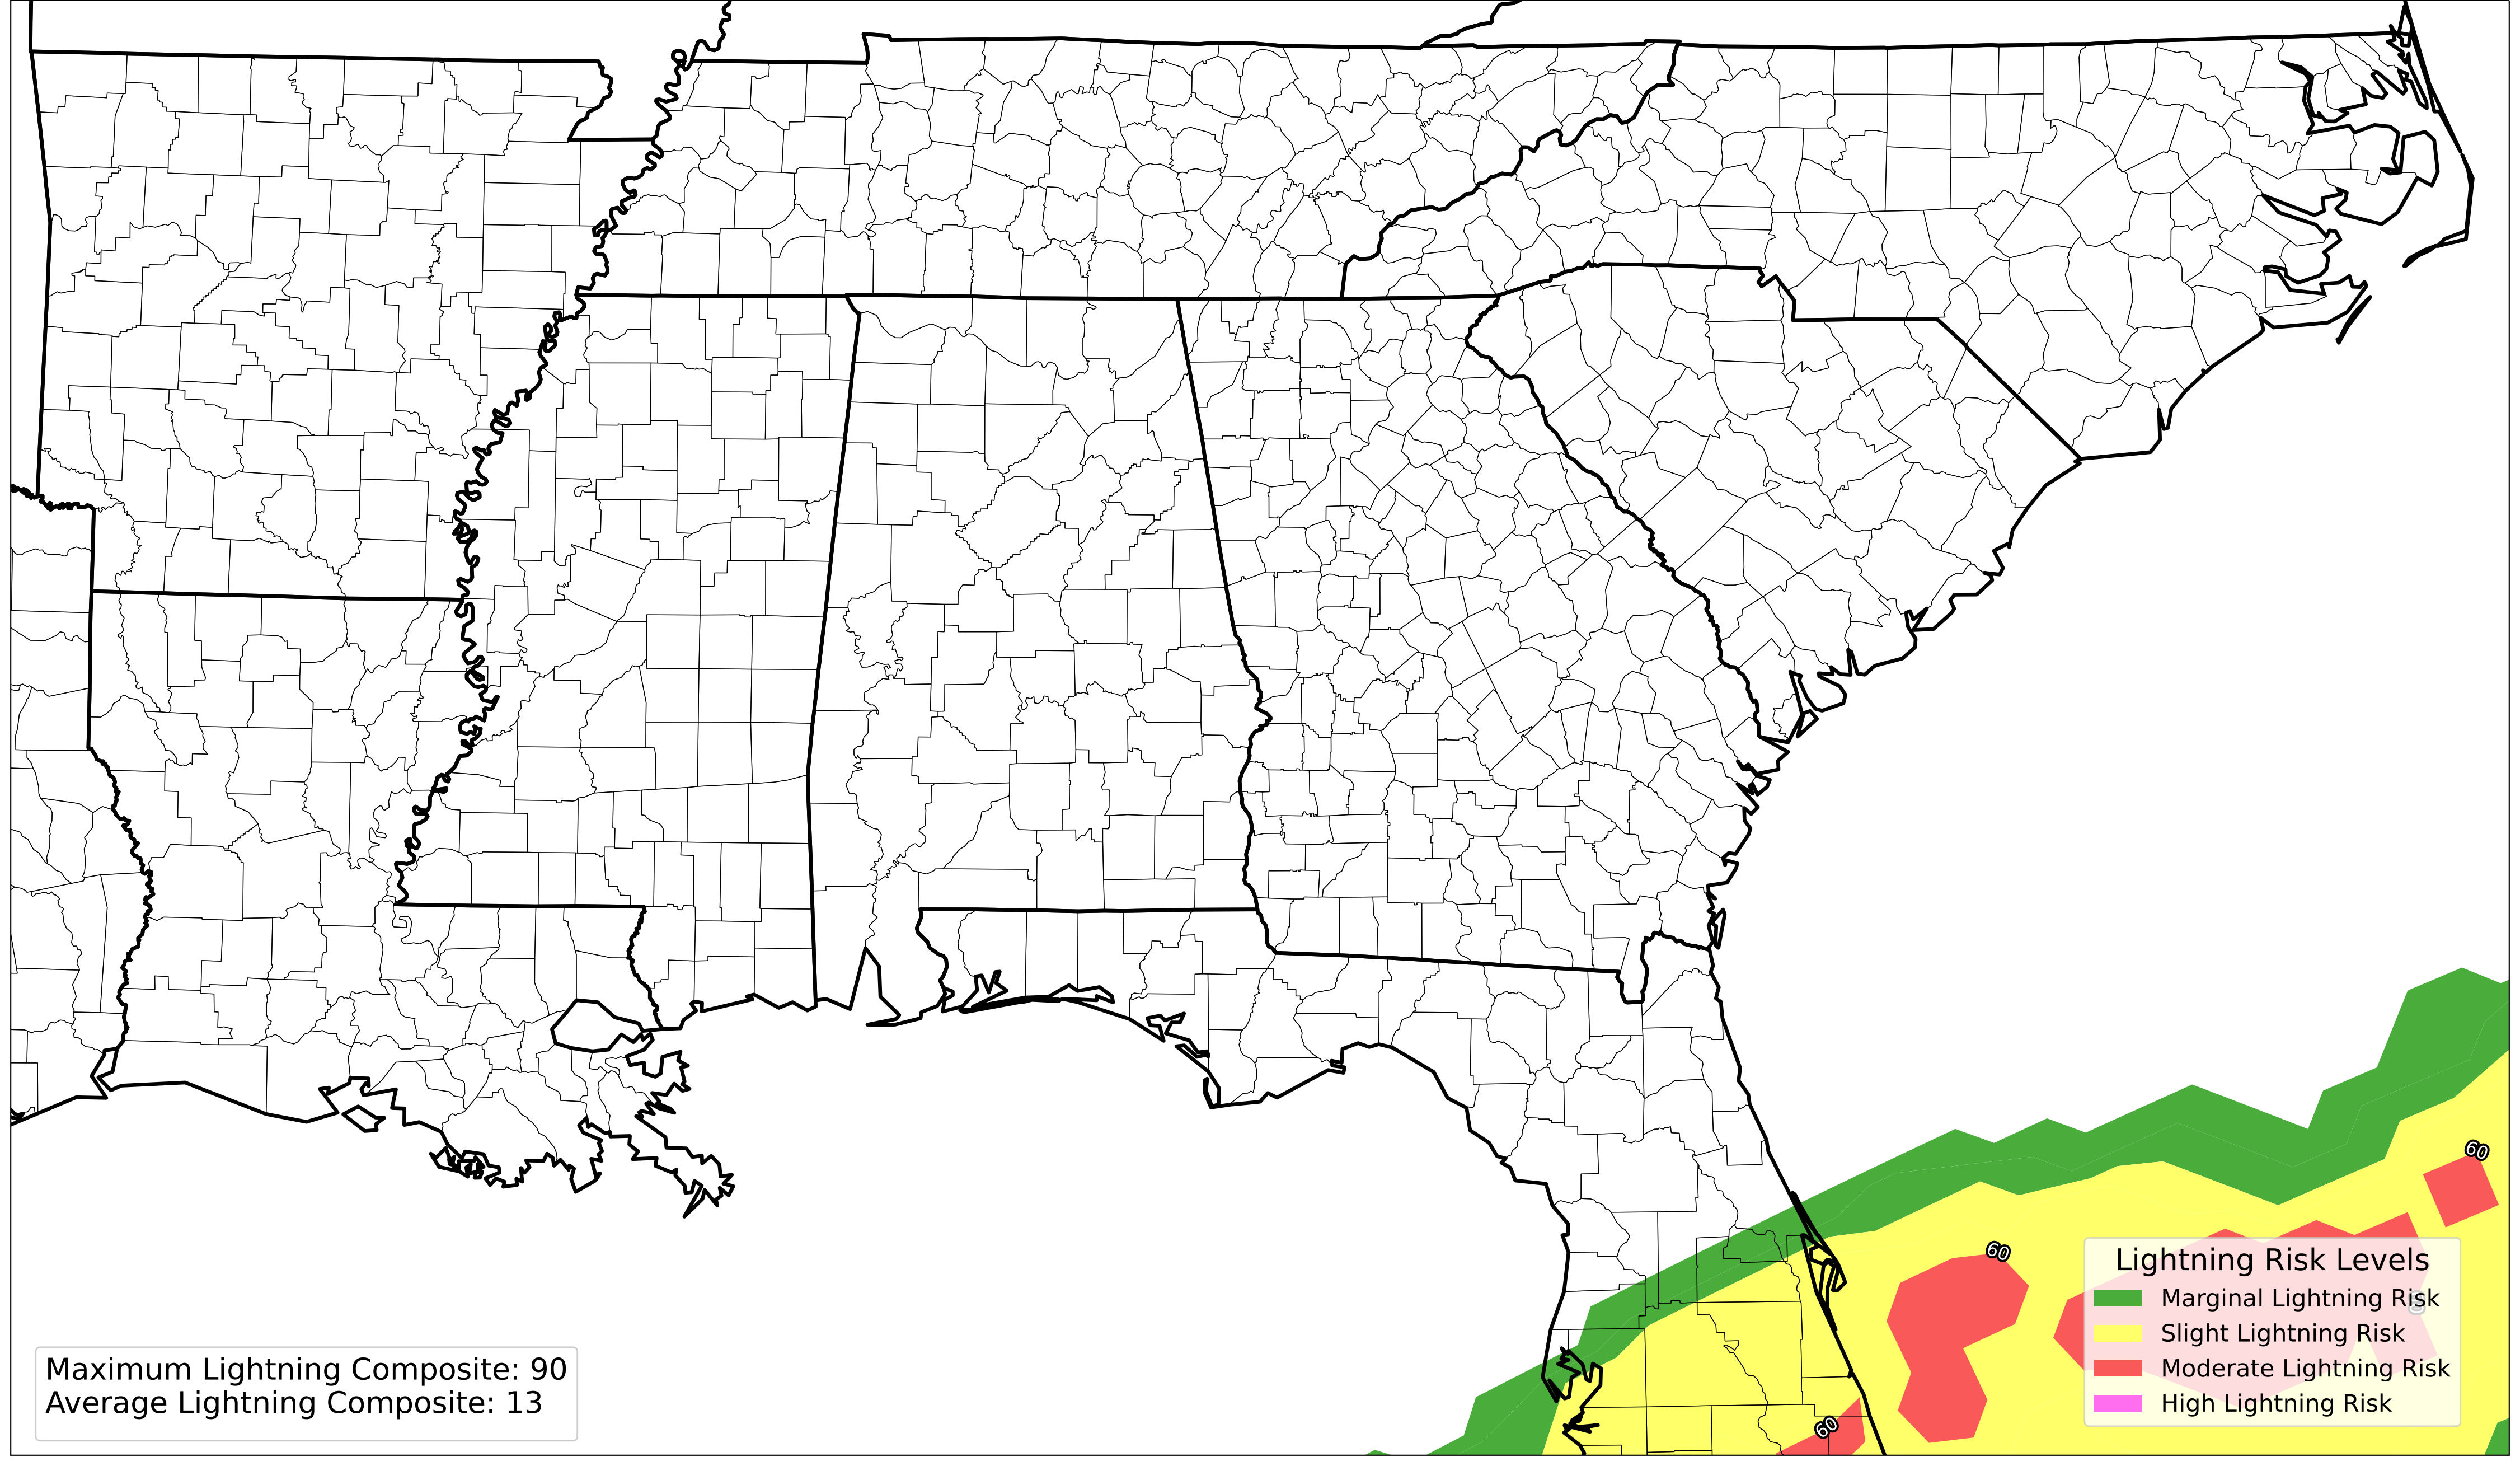 60
60
Lightning Risk Levels
Marginal Lightning Risk
Slight Lightning Risk
Maximum Lightning Composite: 90
Moderate Lightning Risk
Average Lightning Composite: 13
High Lightning Risk
60